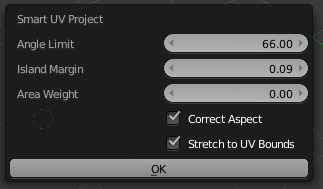 Smart UV Project
Angle Limit 66.00
Island Margin 0.09
Area Weight 0.00
Correct Aspect
Stretch to UV Bounds
OK